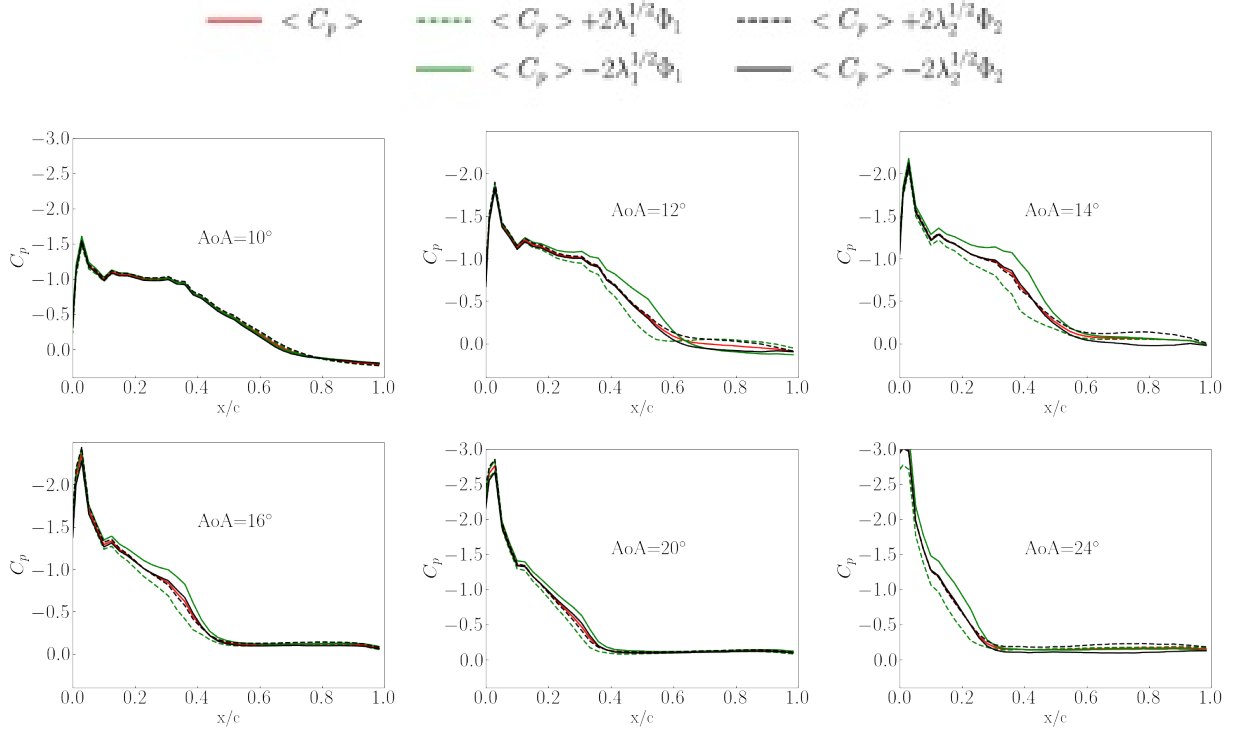 < C_p >
< C_p > +2λ_1^{1/2}Φ_1
< C_p > +2λ_2^{1/2}Φ_2
< C_p > −2λ_1^{1/2}Φ_1
< C_p > −2λ_2^{1/2}Φ_2
−3.0
−2.5
−2.0
−1.5
−1.0
−0.5
0.0
C_p
AoA=10°
0.0 0.2 0.4 0.6 0.8 1.0
x/c
−2.0
−1.5
−1.0
−0.5
0.0
C_p
AoA=12°
0.0 0.2 0.4 0.6 0.8 1.0
x/c
−2.0
−1.5
−1.0
−0.5
0.0
C_p
AoA=14°
0.0 0.2 0.4 0.6 0.8 1.0
x/c
−2.0
−1.5
−1.0
−0.5
0.0
C_p
AoA=16°
0.0 0.2 0.4 0.6 0.8 1.0
x/c
−3.0
−2.5
−2.0
−1.5
−1.0
−0.5
0.0
C_p
AoA=20°
0.0 0.2 0.4 0.6 0.8 1.0
x/c
−3.0
−2.5
−2.0
−1.5
−1.0
−0.5
0.0
C_p
AoA=24°
0.0 0.2 0.4 0.6 0.8 1.0
x/c